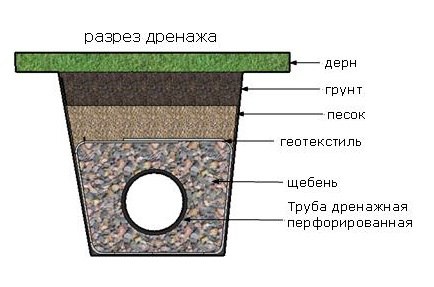 разрез дренажа
дерн
грунт
песок
геотекстиль
щебень
Труба дренажная
перфорированная